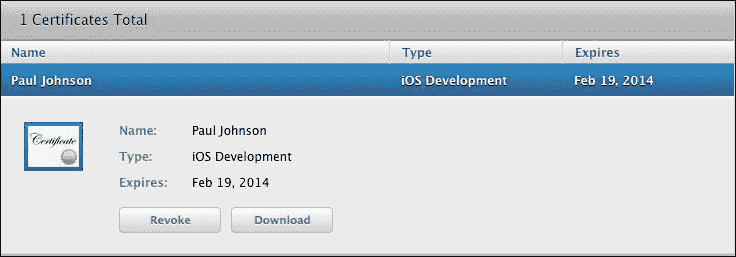 1 Certificates Total
Name Type Expires
Paul Johnson iOS Development Feb 19, 2014
Certificate
Name: Paul Johnson
Type: iOS Development
Expires: Feb 19, 2014
Revoke Download